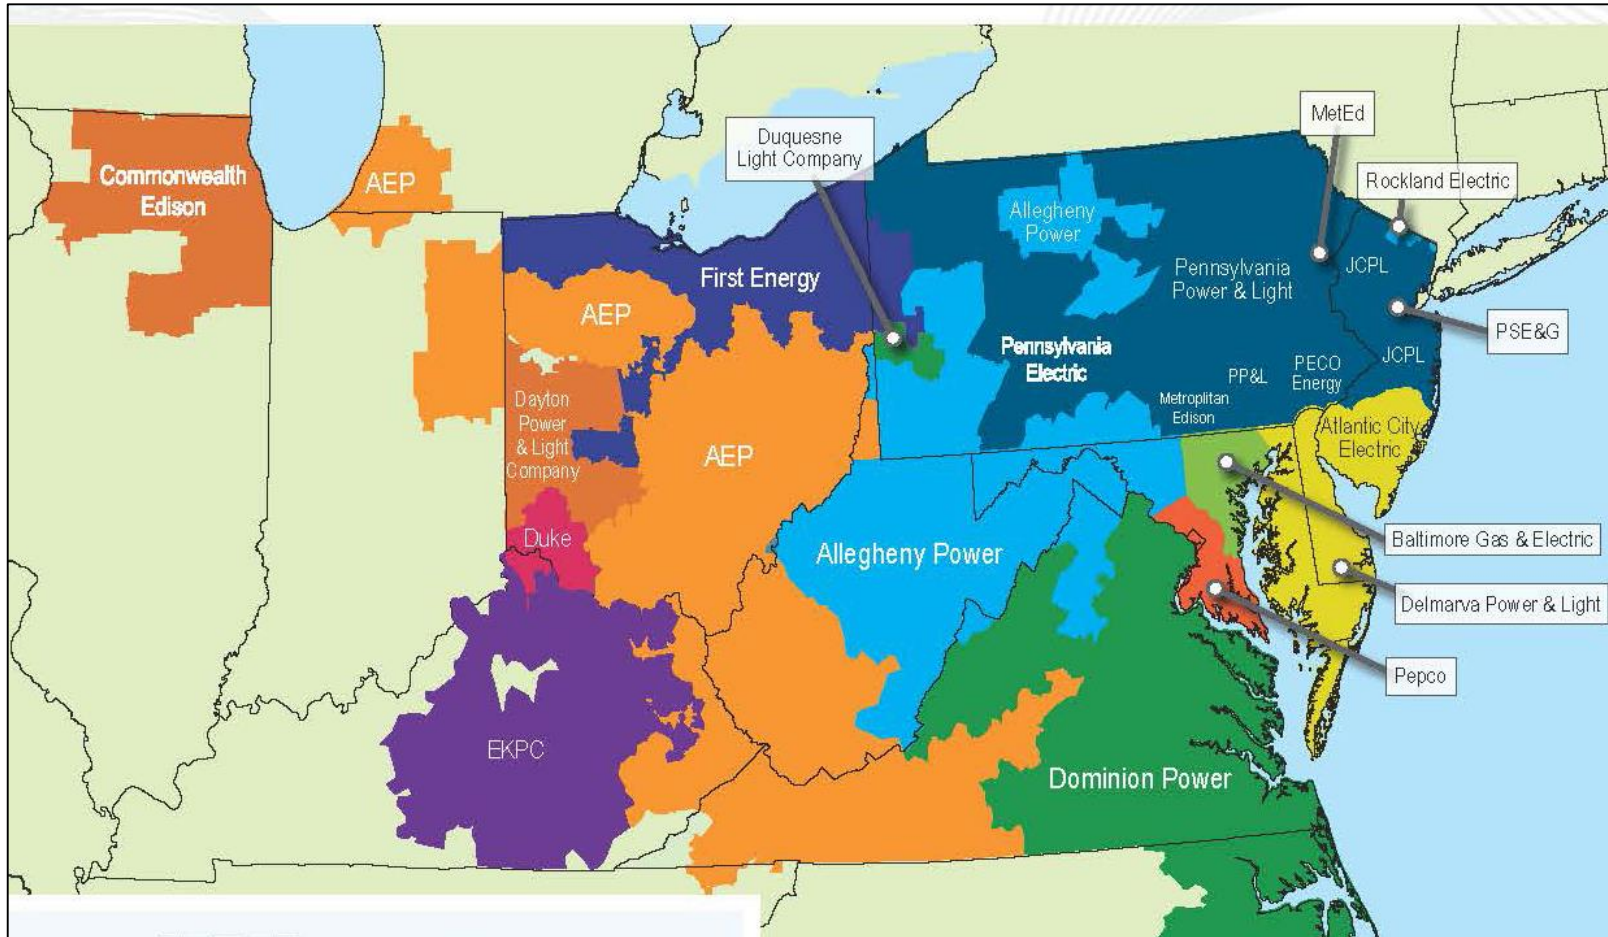 MetEd
Duquesne
Light Company
Rockland Electric
Commonwealth
Edison
AEP
Allegheny
Power
First Energy
Pennsylvania
Power & Light
JCPL
AEP
PSE&G
Pennsylvania
Electric
JCPL
PECO
Energy
PP&L
Metroplitan
Edison
Dayton
Power
& Light
Company
AEP
Atlantic City
Electric
Duke
Allegheny Power
Baltimore Gas & Electric
Delmarva Power & Light
Pepco
EKPC
Dominion Power